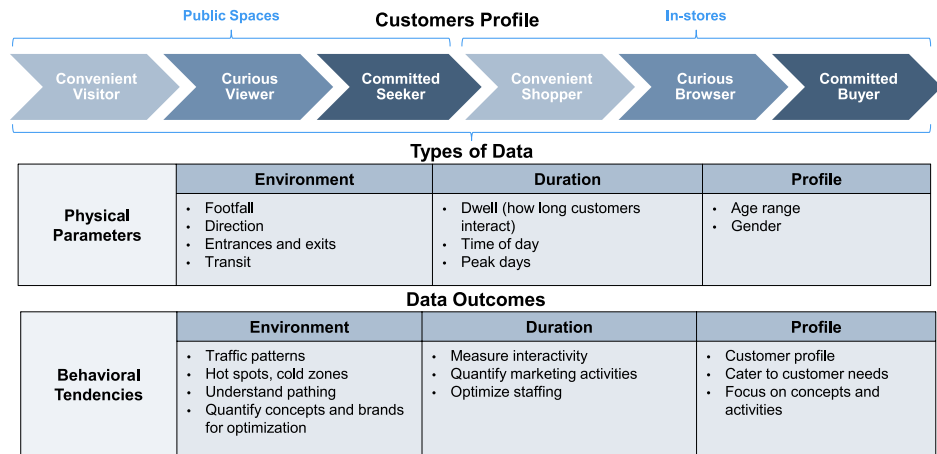 Public Spaces
Customers Profile
In-stores
Convenient
Visitor
Curious
Viewer
Committed
Seeker
Convenient
Shopper
Curious
Browser
Committed
Buyer
Types of Data
Physical
Parameters
Environment
• Footfall
• Direction
• Entrances and exits
• Transit
Duration
• Dwell (how long customers
interact)
• Time of day
• Peak days
Profile
• Age range
• Gender
Data Outcomes
Behavioral
Tendencies
Environment
• Traffic patterns
• Hot spots, cold zones
• Understand pathing
• Quantify concepts and brands
for optimization
Duration
• Measure interactivity
• Quantify marketing activities
• Optimize staffing
Profile
• Customer profile
• Cater to customer needs
• Focus on concepts and
activities